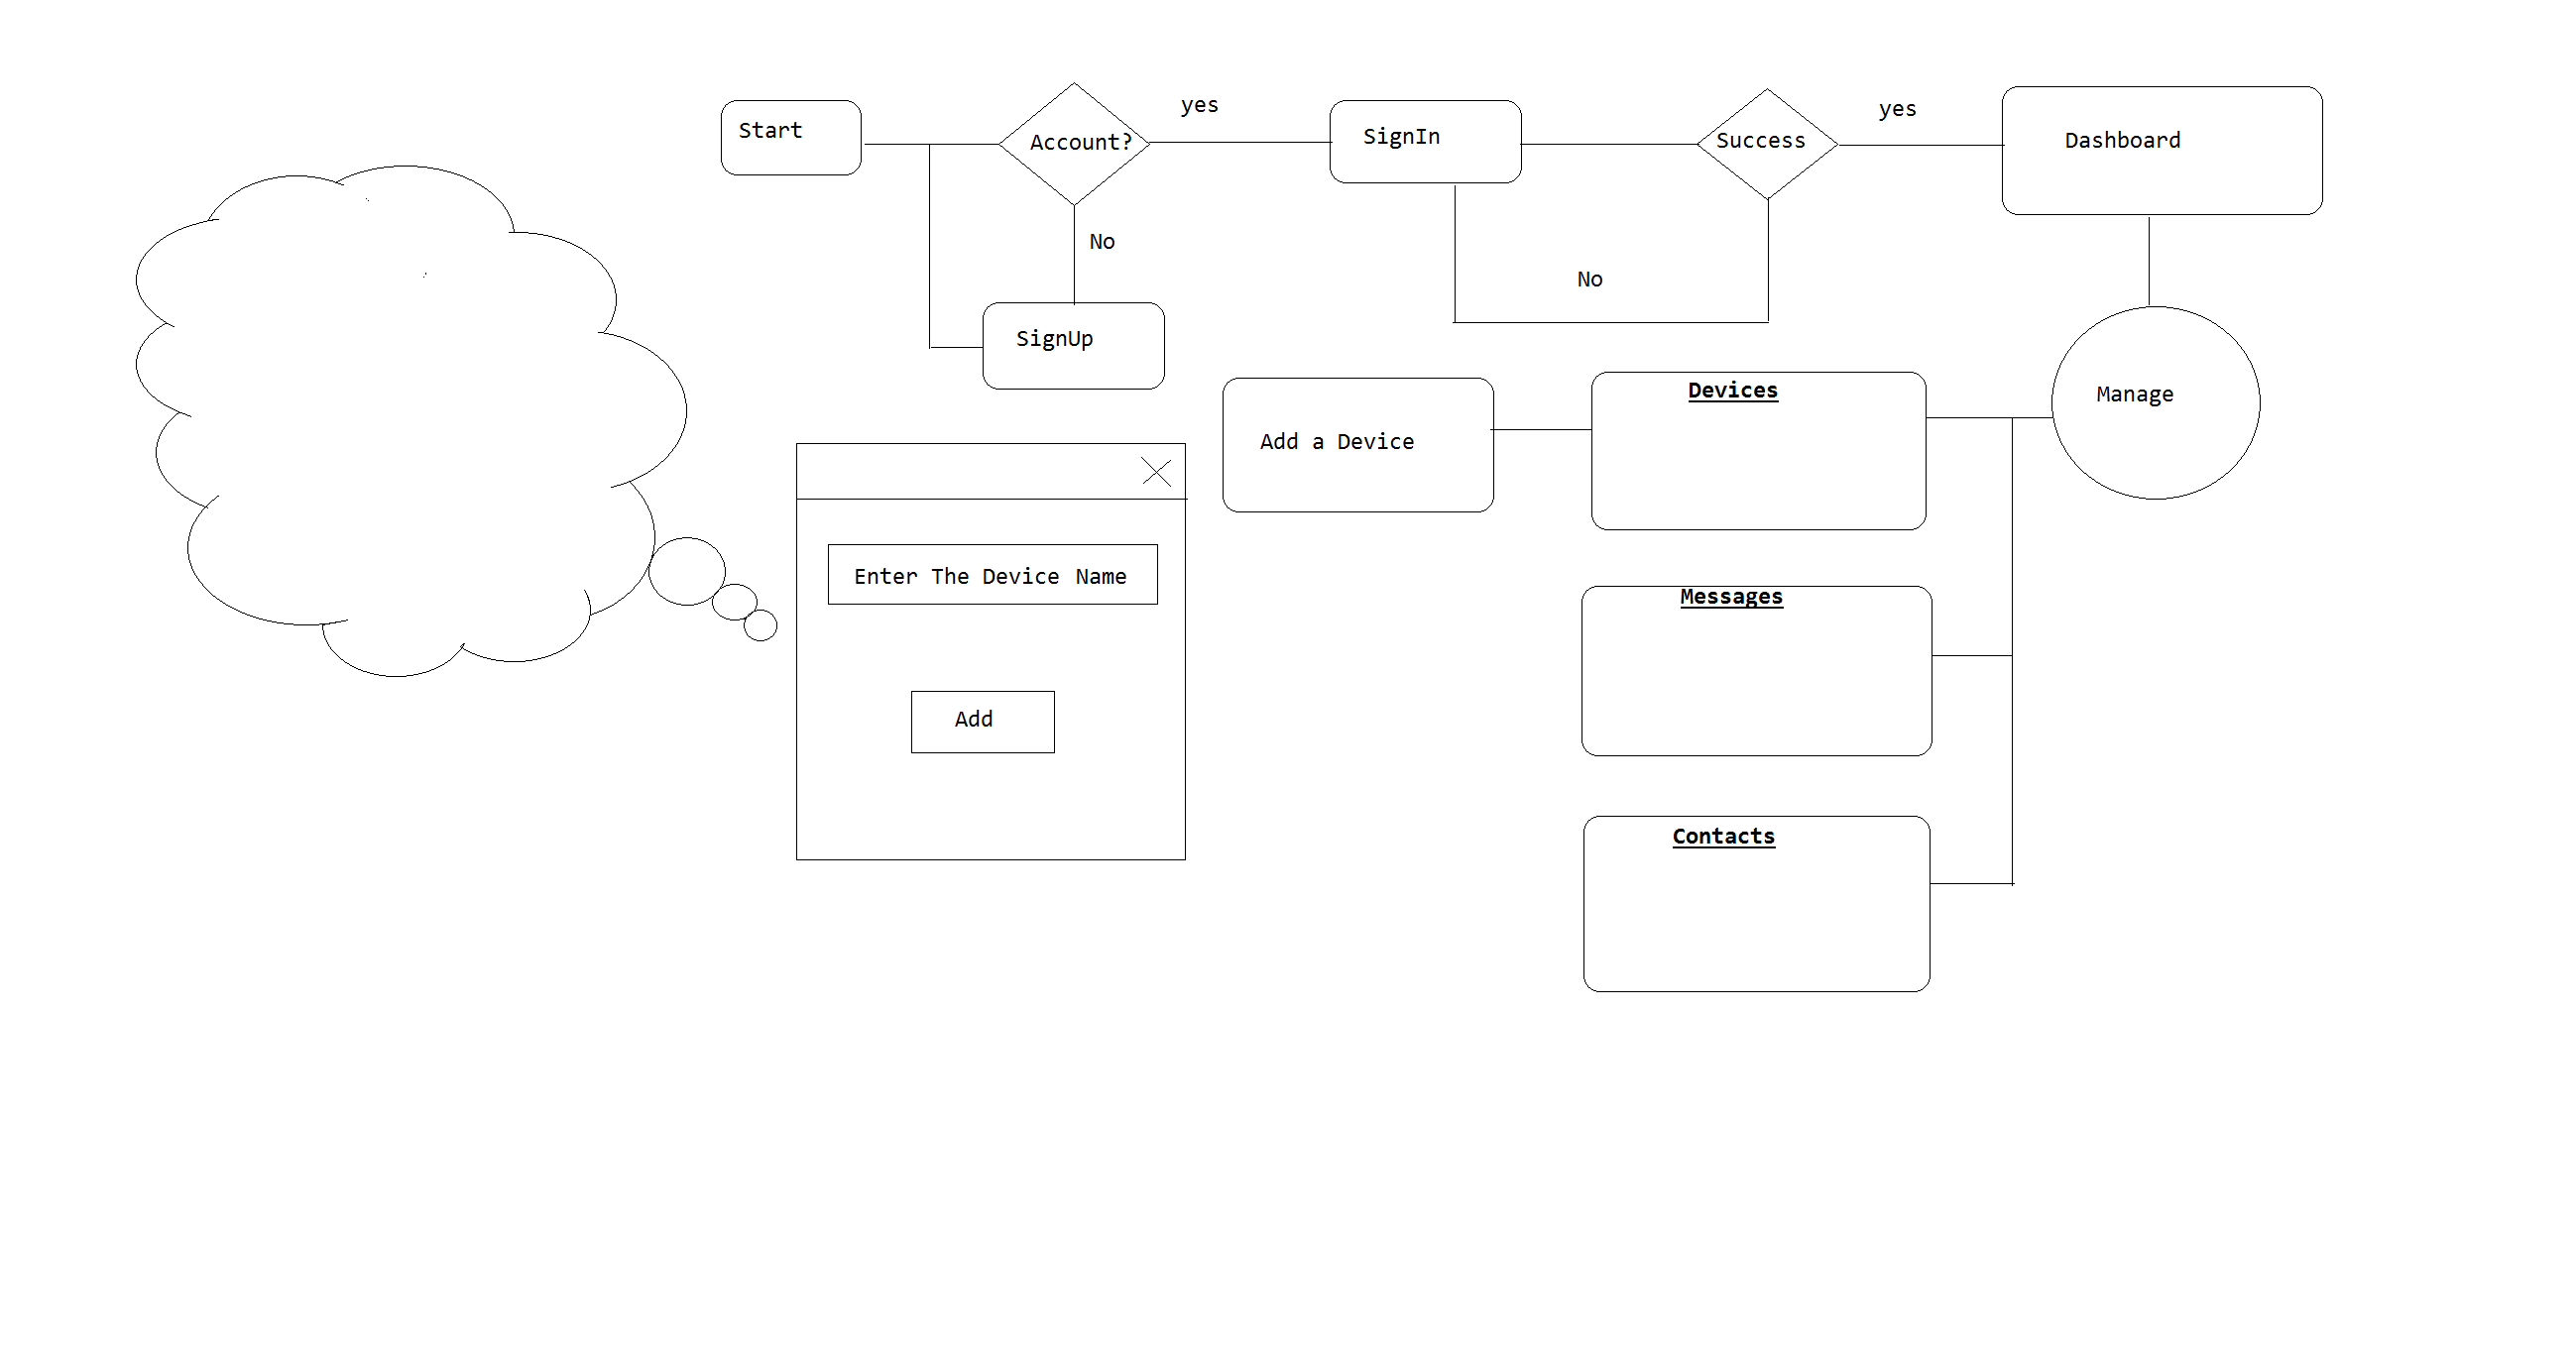 Start
Account?
yes
SignIn
Success
yes
Dashboard
No
SignUp
No
Manage
Devices
Add a Device
Messages
Contacts
Enter The Device Name
Add